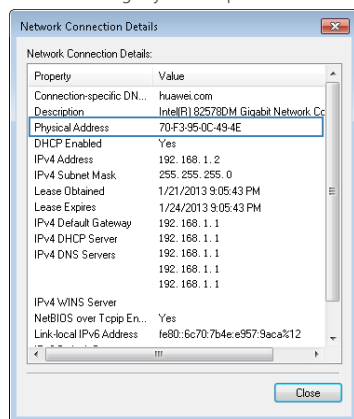 Network Connection Details
Network Connection Details:
Property Value
Connection-specific DN... huawei.com
Description Intel(R) 82578DM Gigabit Network Co
Physical Address 70-F3-95-0C-49-4E
DHCP Enabled Yes
IPv4 Address 192.168.1.2
IPv4 Subnet Mask 255.255.255.0
Lease Obtained 1/21/2013 9:05:43 PM
Lease Expires 1/24/2013 9:05:43 PM
IPv4 Default Gateway 192.168.1.1
IPv4 DHCP Server 192.168.1.1
IPv4 DNS Servers 192.168.1.1
192.168.1.1
192.168.1.1
IPv4 WINS Server
NetBIOS over Tcpip En... Yes
Link-local IPv6 Address fe80::6c70:7b4e:e957:9aca%12
Close